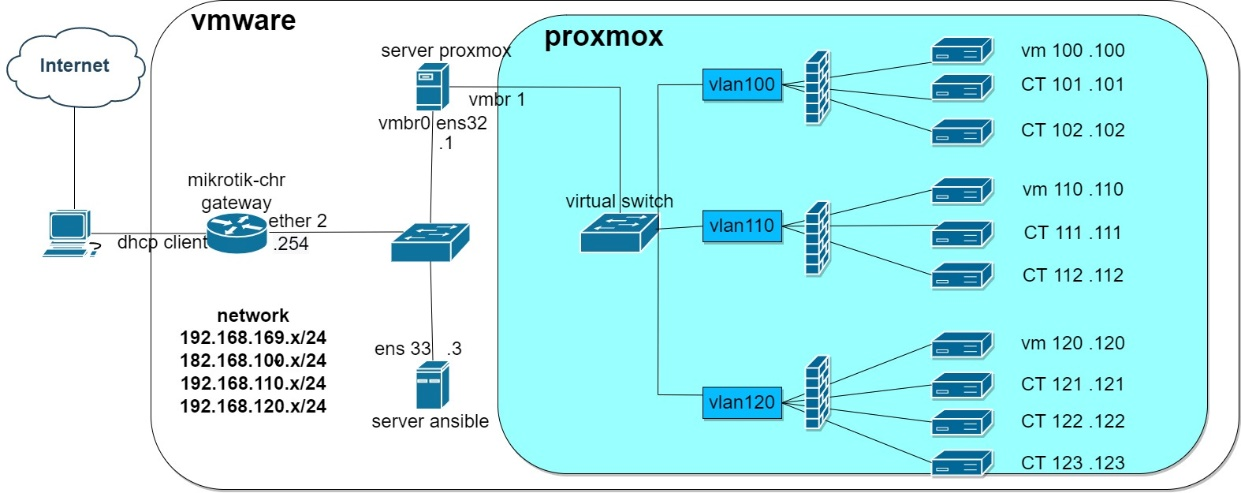 vmware
proxmox
Internet
server proxmox
vmbr 1
vmbr0 ens32
.1
mikrotik-chr
gateway
ether 2
dhcp client
.254
virtual switch
network
192.168.169.x/24
182.168.100.x/24
192.168.110.x/24
192.168.120.x/24
ens 33 .3
server ansible
vlan100
vm 100 .100
CT 101 .101
CT 102 .102
vlan110
vm 110 .110
CT 111 .111
CT 112 .112
vlan120
vm 120 .120
CT 121 .121
CT 122 .122
CT 123 .123